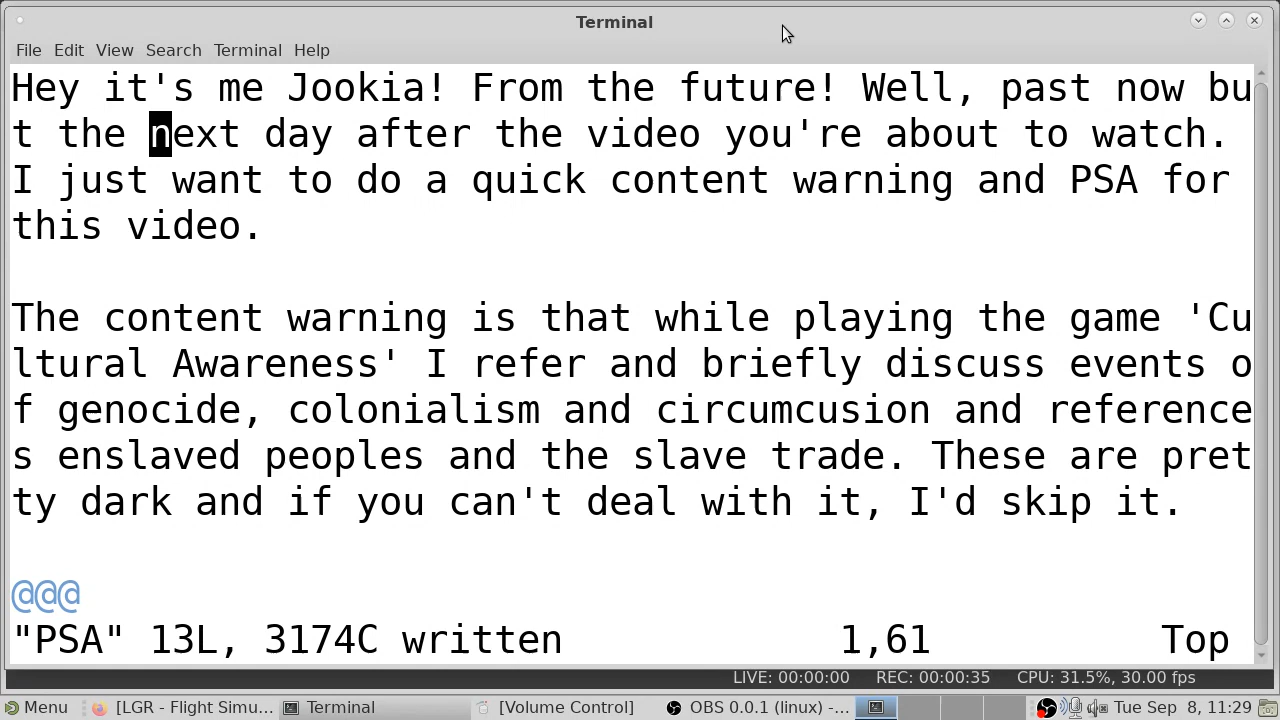 Terminal
File Edit View Search Terminal Help
Hey it's me Jookia! From the future! Well, past now bu
t the next day after the video you're about to watch.
I just want to do a quick content warning and PSA for
this video.
The content warning is that while playing the game 'Cu
ltural Awareness' I refer and briefly discuss events o
f genocide, colonialism and circumcusion and reference
s enslaved peoples and the slave trade. These are pret
ty dark and if you can't deal with it, I'd skip it.
@@@
"PSA" 13L, 3174C written 1,61 Top
LIVE: 00:00:00 REC: 00:00:35 CPU: 31.5%, 30.00 fps
Menu [LGR - Flight Simu... Terminal [Volume Control] OBS 0.0.1 (linux) -... Tue Sep 8, 11:29